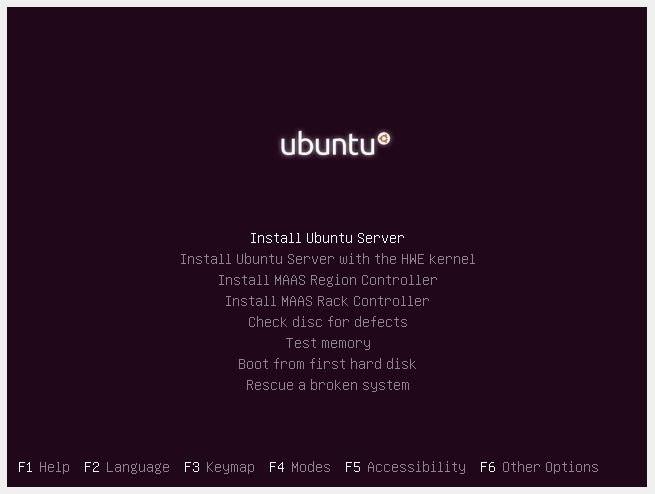 ubuntu
Install Ubuntu Server
Install Ubuntu Server with the HWE kernel
Install MAAS Region Controller
Install MAAS Rack Controller
Check disc for defects
Test memory
Boot from first hard disk
Rescue a broken system
F1 Help F2 Language F3 Keymap F4 Modes F5 Accessibility F6 Other Options